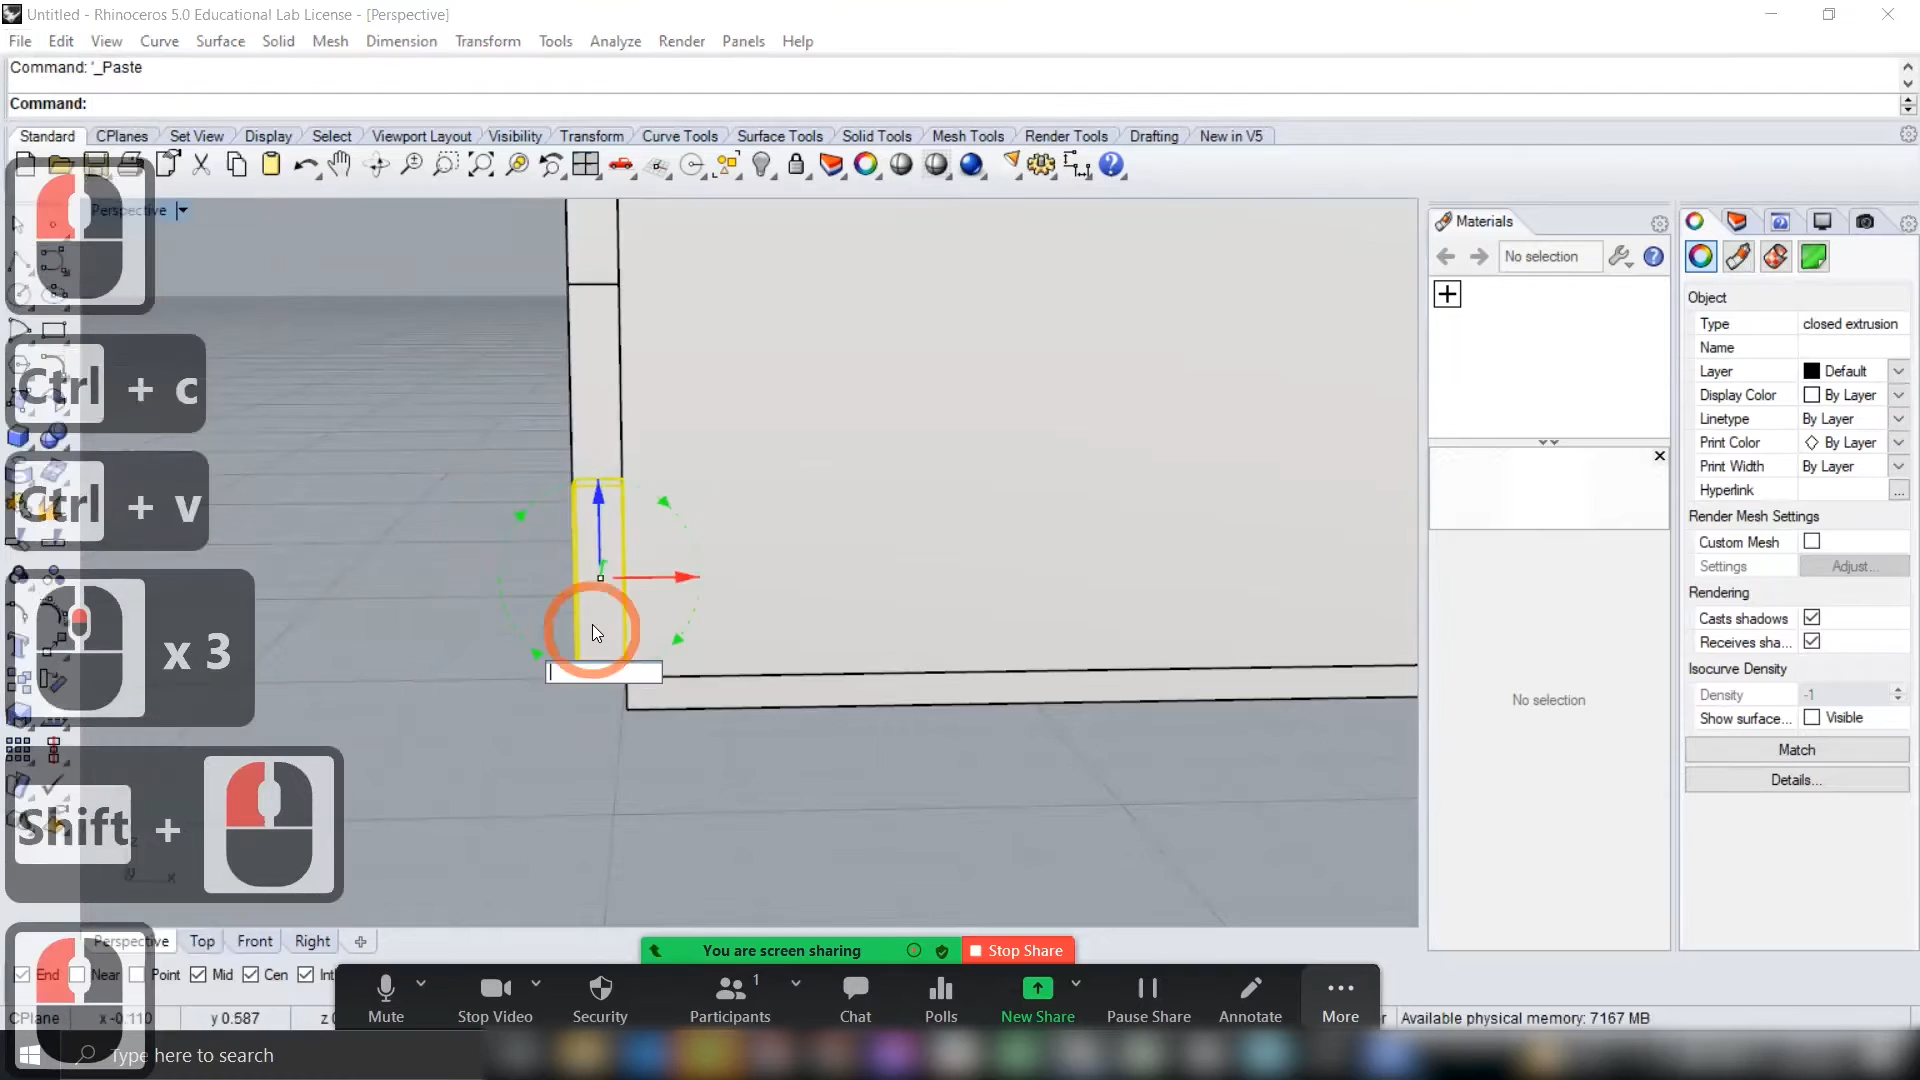 Untitled - Rhinoceros 5.0 Educational Lab License - [Perspective]
File Edit View Curve Surface Solid Mesh Dimension Transform Tools Analyze Render Panels Help
Command: '_Paste
Command:
Standard CPlanes Set View Display Select Viewport Layout Visibility Transform Curve Tools Surface Tools Solid Tools Mesh Tools Render Tools Drafting New in V5
Perspective
Ctrl + c
Ctrl + v
x 3
Shift +
Materials
No selection
No selection
Object
Type closed extrusion
Name
Layer Default
Display Color By Layer
Linetype By Layer
Print Color By Layer
Print Width By Layer
Hyperlink ...
Render Mesh Settings
Custom Mesh
Settings Adjust...
Rendering
Casts shadows
Receives sha...
Isocurve Density
Density -1
Show surface... Visible
Match
Details...
Perspective Top Front Right
End Near Point Mid Cen Int
You are screen sharing Stop Share
Mute Stop Video Security Participants 1 Chat Polls New Share Pause Share Annotate More
CPlane x -0.110 y 0.587 z 0
Available physical memory: 7167 MB
Type here to search